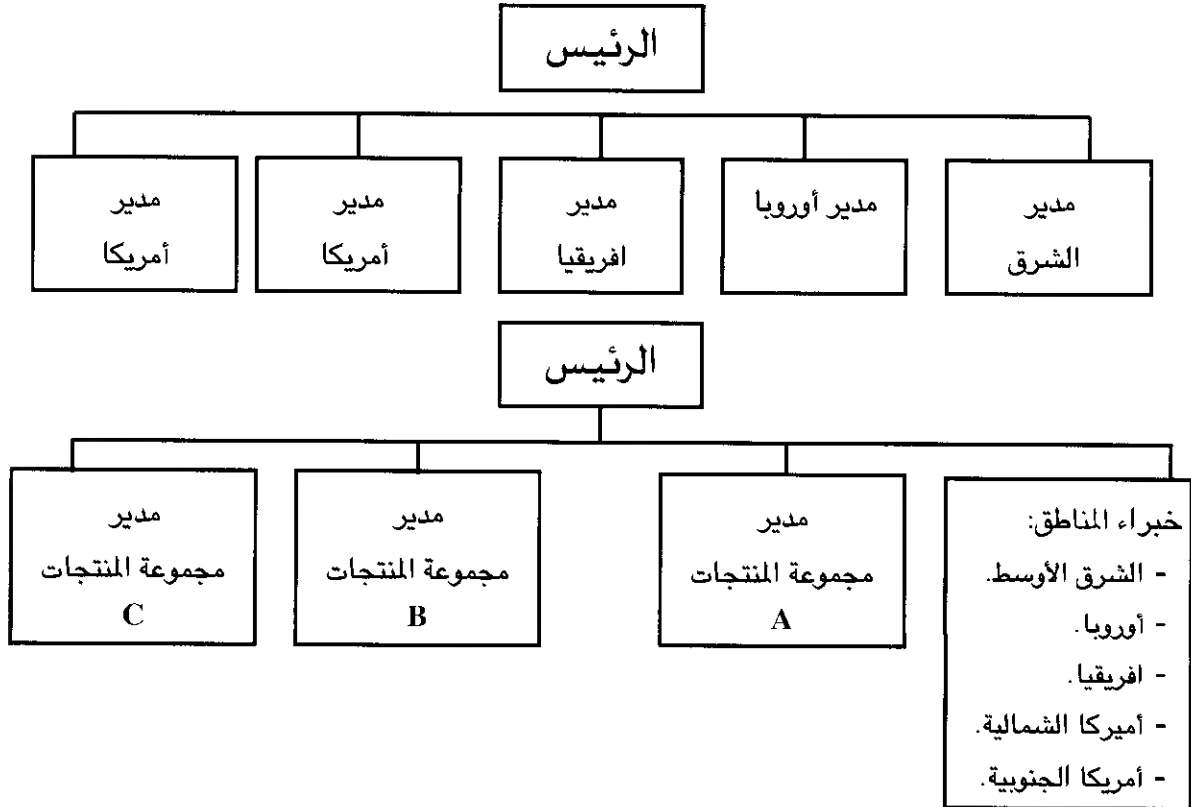 الرئيس
مدير
الشرق
مدير أوروبا
مدير
افريقيا
مدير
أمريكا
مدير
أمريكا
الرئيس
خبراء المناطق:
- الشرق الأوسط.
- أوروبا.
- افريقيا.
- أميركا الشمالية.
- أمريكا الجنوبية.
مدير
مجموعة المنتجات
A
مدير
مجموعة المنتجات
B
مدير
مجموعة المنتجات
C